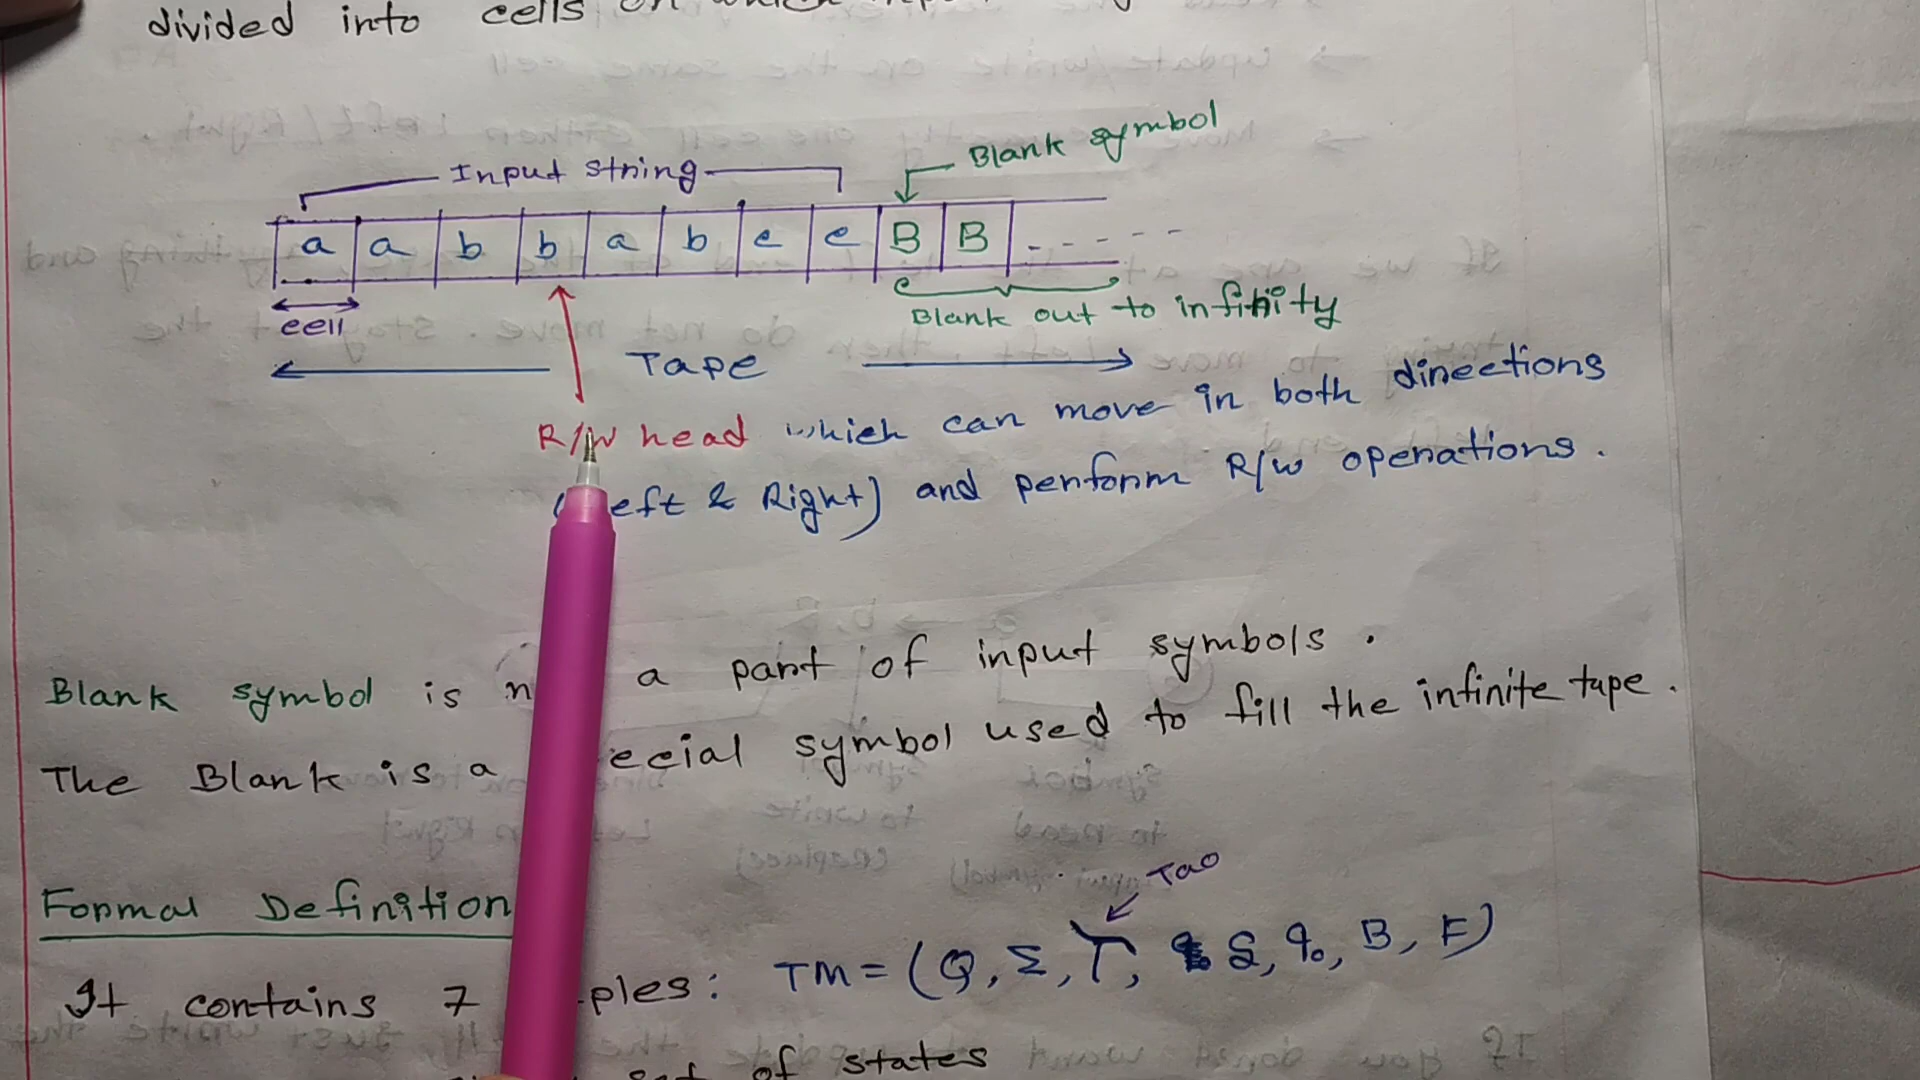 divided into cells on which
Input string
Blank symbol
a a b b a b c c B B - - - - -
cell
Blank out to infinity
Tape
R/W head which can move in both directions
eft & Right) and perform R/W operations.
Blank symbol is n a part of input symbols.
The Blank is a ecial symbol used to fill the infinite tape.
Tao
Formal Definition
It contains 7 ples: TM = (Q, Σ, Τ, δ, q₀, B, F)
of states